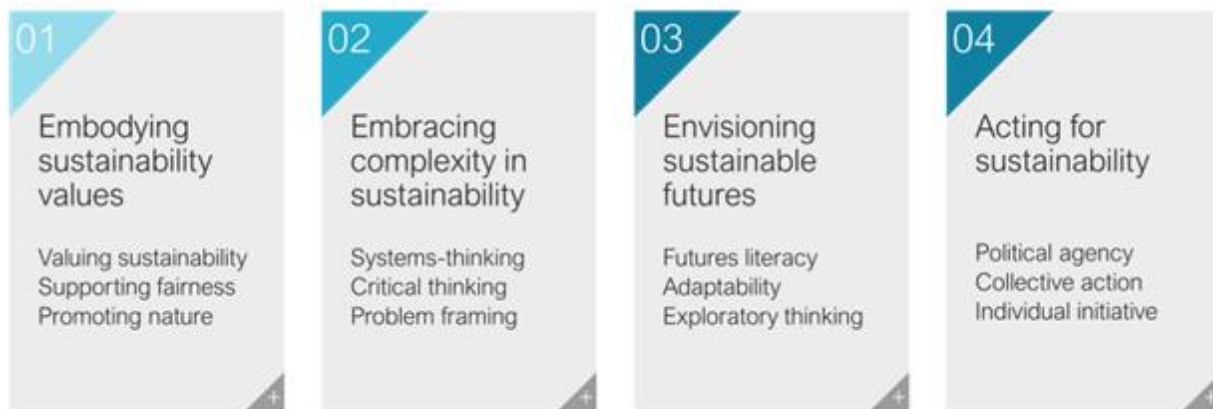 01
Embodying
sustainability
values
Valuing sustainability
Supporting fairness
Promoting nature
+
02
Embracing
complexity in
sustainability
Systems-thinking
Critical thinking
Problem framing
+
03
Envisioning
sustainable
futures
Futures literacy
Adaptability
Exploratory thinking
+
04
Acting for
sustainability
Political agency
Collective action
Individual initiative
+